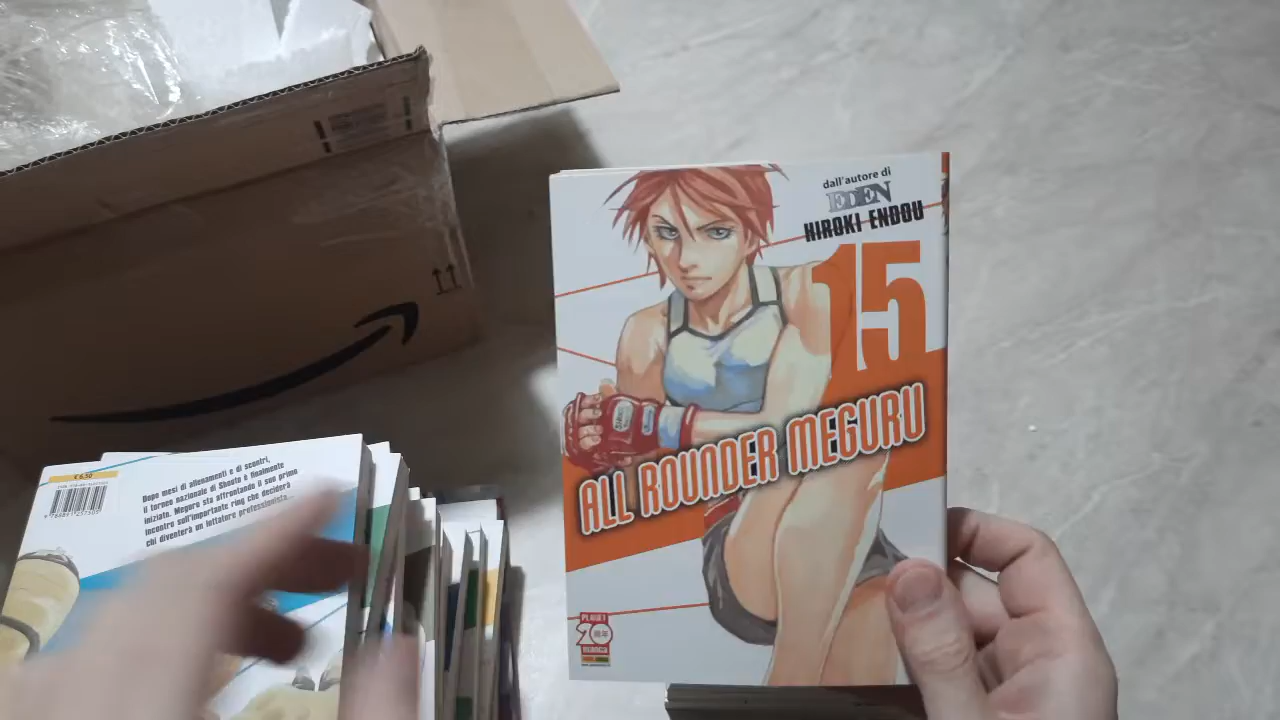 dall'autore di
EDEN
HIROKI ENDOU
15
ALL ROUNDER MEGURU
PLANET
20
manga
€ 6,50
Dopo mesi di allenamenti e di scontri,
il torneo nazionale di Shooto è finalmente
iniziato. Meguru sta affrontando il suo primo
incontro sull'importante ring che deciderà
chi diventerà un lottatore professionista...